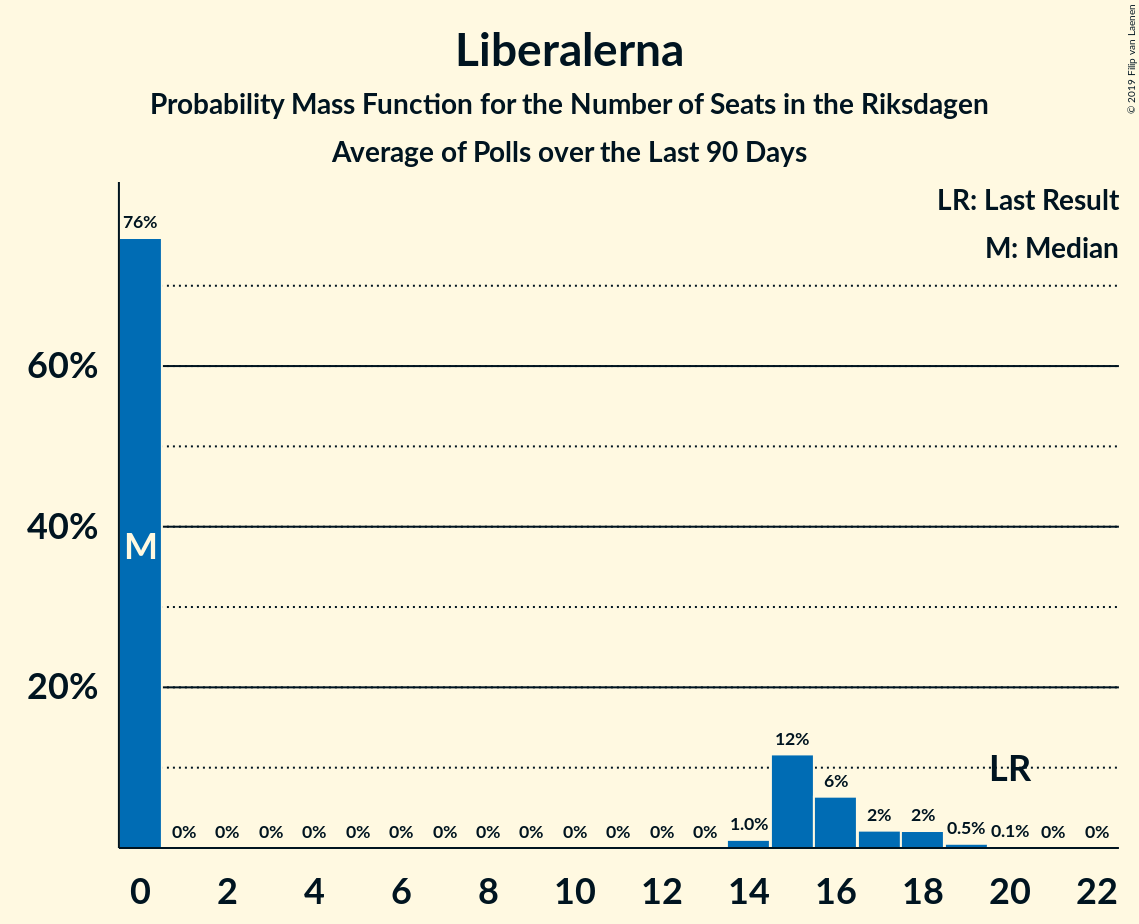 Liberalerna
Probability Mass Function for the Number of Seats in the Riksdagen
Average of Polls over the Last 90 Days
© 2019 Filip van Laenen
LR: Last Result
M: Median
76%
60%
40%
20%
M
0% 0% 0% 0% 0% 0% 0% 0% 0% 0% 0% 0% 0% 1.0% 12% 6% 2% 2% 0.5% 0.1% 0% 0%
LR
0 2 4 6 8 10 12 14 16 18 20 22